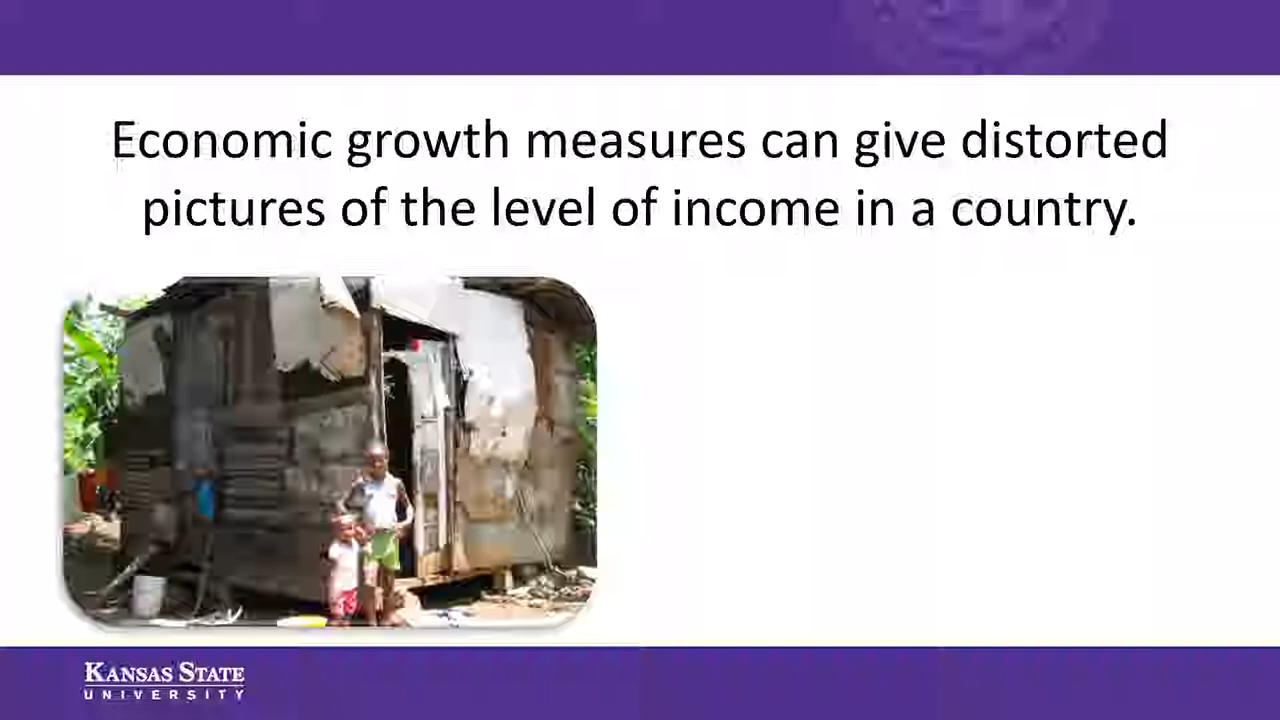 Economic growth measures can give distorted
pictures of the level of income in a country.
KANSAS STATE
UNIVERSITY